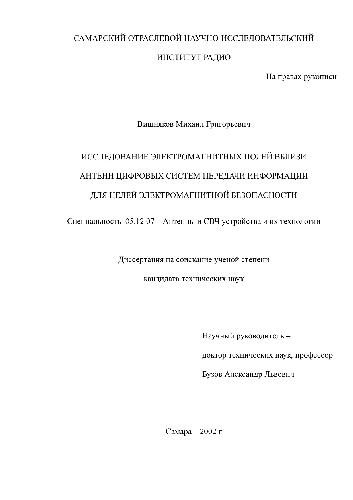 САМАРСКИЙ ОТРАСЛЕВОЙ НАУЧНО-ИССЛЕДОВАТЕЛЬСКИЙ
ИНСТИТУТ РАДИО
На правах рукописи
Вишняков Михаил Григорьевич
ИССЛЕДОВАНИЕ ЭЛЕКТРОМАГНИТНЫХ ПОЛЕЙ ВБЛИЗИ
АНТЕНН ЦИФРОВЫХ СИСТЕМ ПЕРЕДАЧИ ИНФОРМАЦИИ
ДЛЯ ЦЕЛЕЙ ЭЛЕКТРОМАГНИТНОЙ БЕЗОПАСНОСТИ
Специальность 05.12.07 – Антенны и СВЧ устройства и их технологии
Диссертация на соискание ученой степени
кандидата технических наук
Научный руководитель –
доктор технических наук, профессор
Бузов Александр Львович
Самара – 2002 г